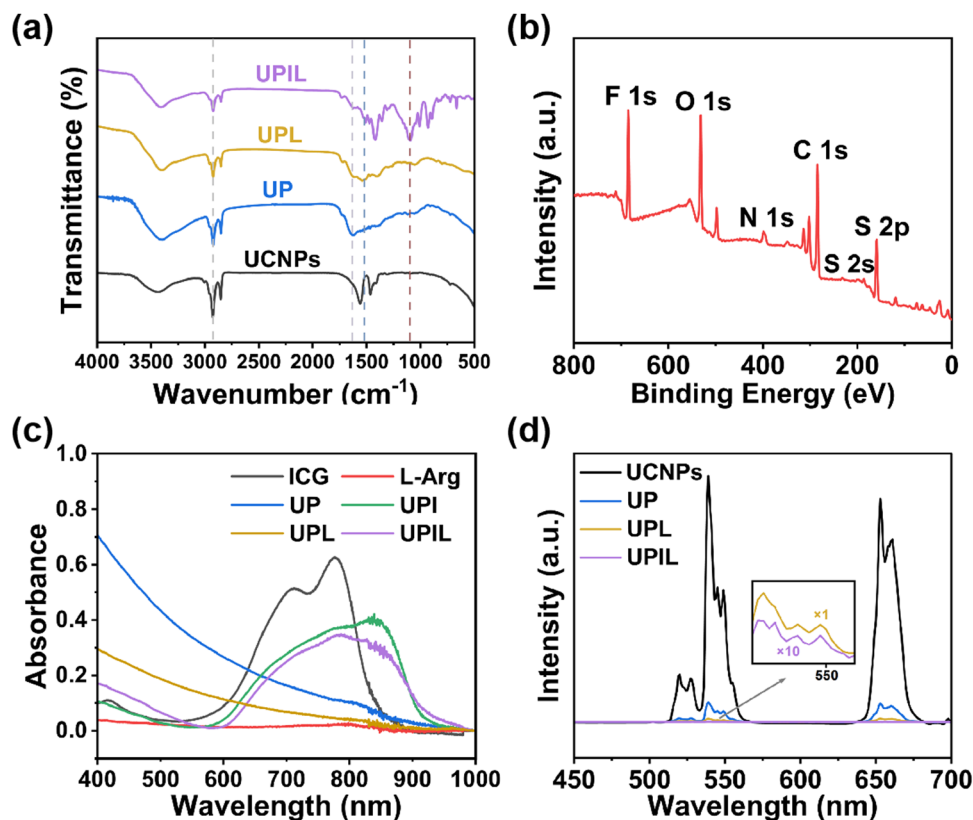 (a)
Transmittance (%)
UPIL
UPL
UP
UCNPs
4000 3500 3000 2500 2000 1500 1000 500
Wavenumber (cm⁻¹)
(b)
Intensity (a.u.)
F 1s
O 1s
C 1s
N 1s
S 2p
S 2s
800 600 400 200 0
Binding Energy (eV)
(c)
Absorbance
1.0
0.8
0.6
0.4
0.2
0.0
ICG L-Arg
UP UPI
UPL UPIL
400 500 600 700 800 900 1000
Wavelength (nm)
(d)
Intensity (a.u.)
UCNPs
UP
UPL
UPIL
×1
×10
550
450 500 550 600 650 700
Wavelength (nm)